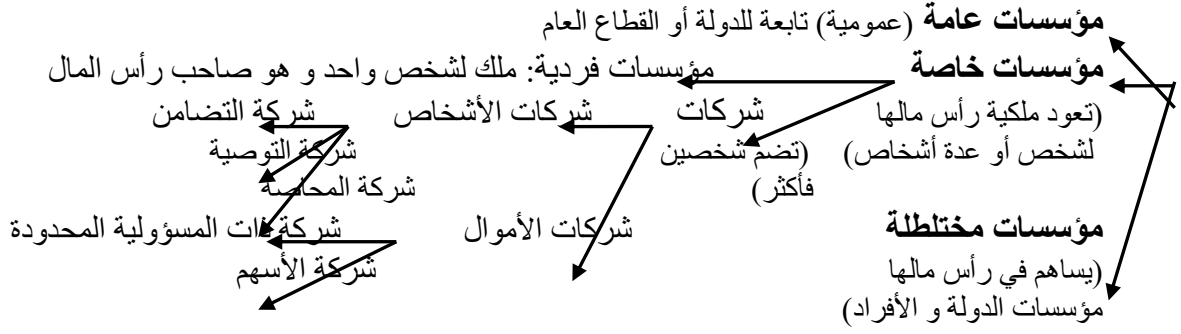 مؤسسات عامة (عمومية) تابعة للدولة أو القطاع العام
مؤسسات خاصة مؤسسات فردية: ملك لشخص واحد و هو صاحب رأس المال
(تعود ملكية رأس مالها شركات شركات الأشخاص شركة التضامن
لشخص أو عدة أشخاص) (تضم شخصين شركة التوصية
فأكثر) شركة المحاصة
مؤسسات مختلطلة شركات الأموال شركة ذات المسؤولية المحدودة
(يساهم في رأس مالها شركة الأسهم
مؤسسات الدولة و الأفراد)